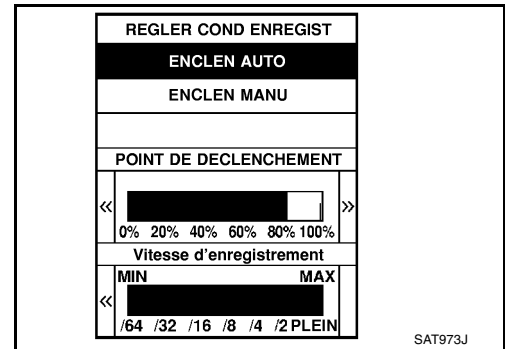 REGLER COND ENREGIST
ENCLEN AUTO
ENCLEN MANU
POINT DE DECLENCHEMENT
« »
0% 20% 40% 60% 80% 100%
Vitesse d'enregistrement
MIN MAX
«
/64 /32 /16 /8 /4 /2 PLEIN
SAT973J